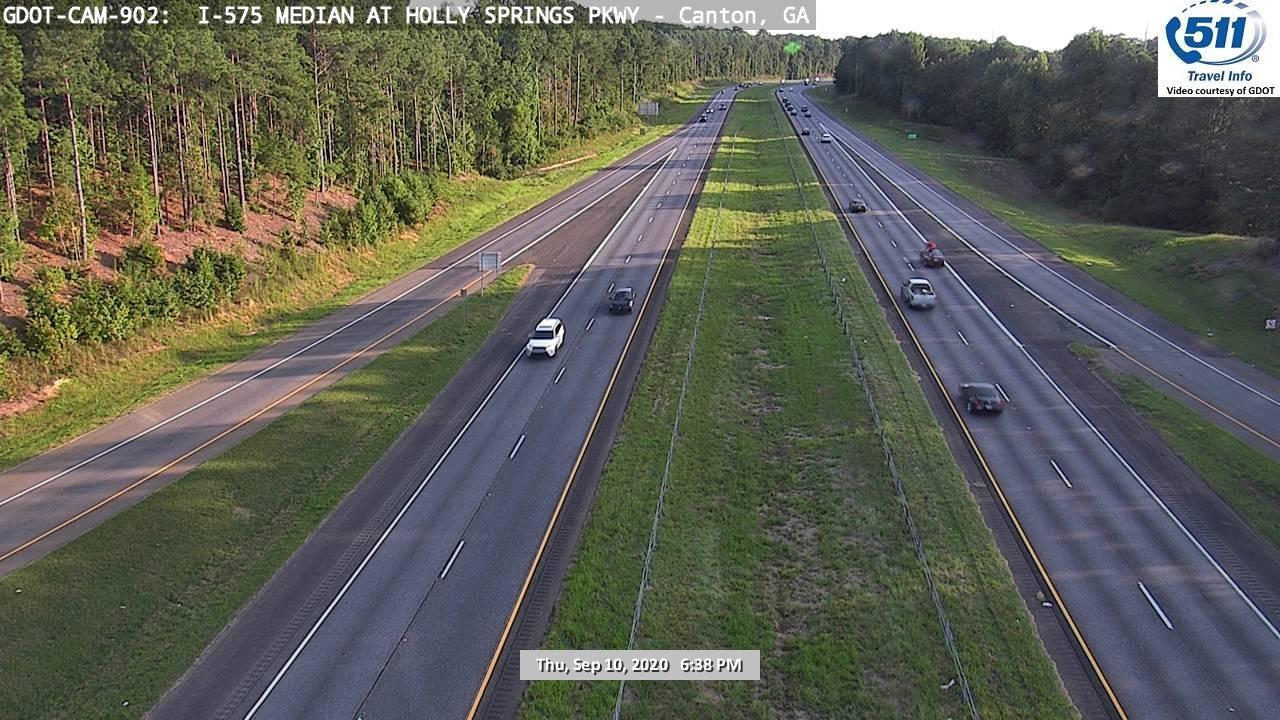 GDOT-CAM-902: I-575 MEDIAN AT HOLLY SPRINGS PKWY - Canton, GA
511
®
Travel Info
Video courtesy of GDOT
Thu, Sep 10, 2020 6:38 PM